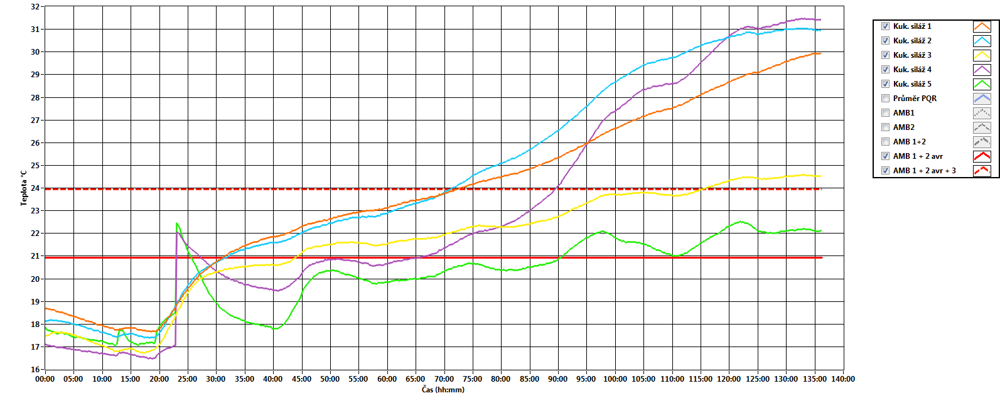 32
31
30
29
28
27
26
25
24
23
22
21
20
19
18
17
16
Teplota °C
00:00 05:00 10:00 15:00 20:00 25:00 30:00 35:00 40:00 45:00 50:00 55:00 60:00 65:00 70:00 75:00 80:00 85:00 90:00 95:00 100:00 105:00 110:00 115:00 120:00 125:00 130:00 135:00 140:00
Čas (hh:mm)
Kuk. siláž 1
Kuk. siláž 2
Kuk. siláž 3
Kuk. siláž 4
Kuk. siláž 5
Průměr PQR
AMB1
AMB2
AMB 1+2
AMB 1 + 2 avr
AMB 1 + 2 avr + 3